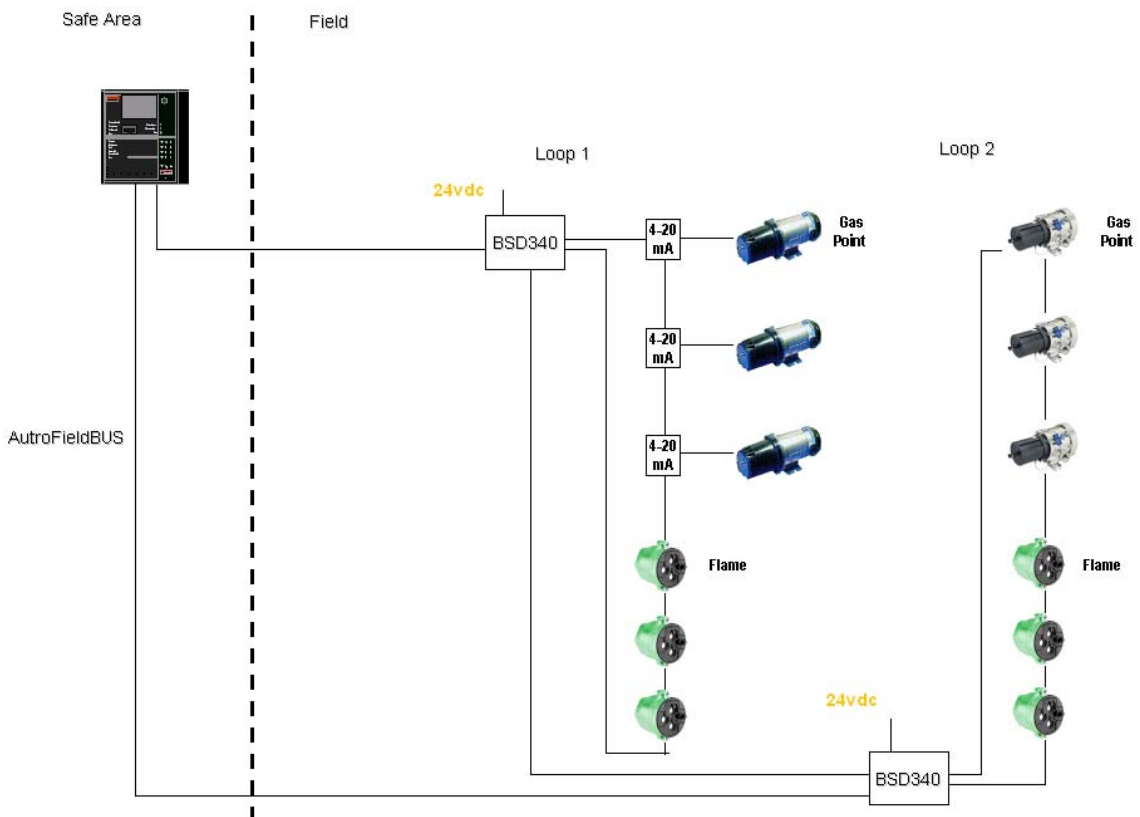 Safe Area
Field
Loop 1
Loop 2
24vdc
BSD340
4-20
mA
Gas
Point
Gas
Point
4-20
mA
4-20
mA
AutroFieldBUS
Flame
Flame
24vdc
BSD340